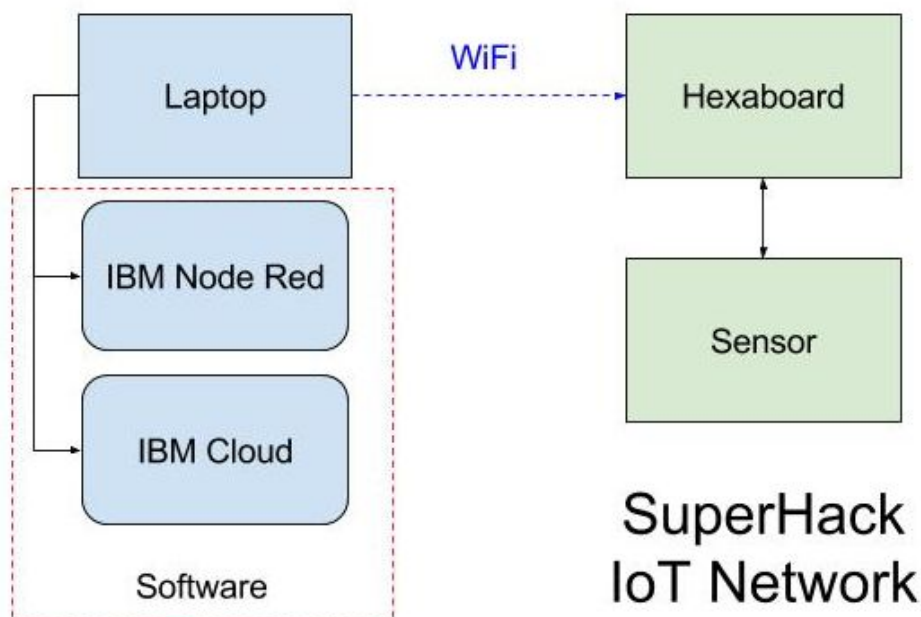 Laptop
WiFi
Hexaboard
IBM Node Red
Sensor
IBM Cloud
Software
SuperHack
IoT Network